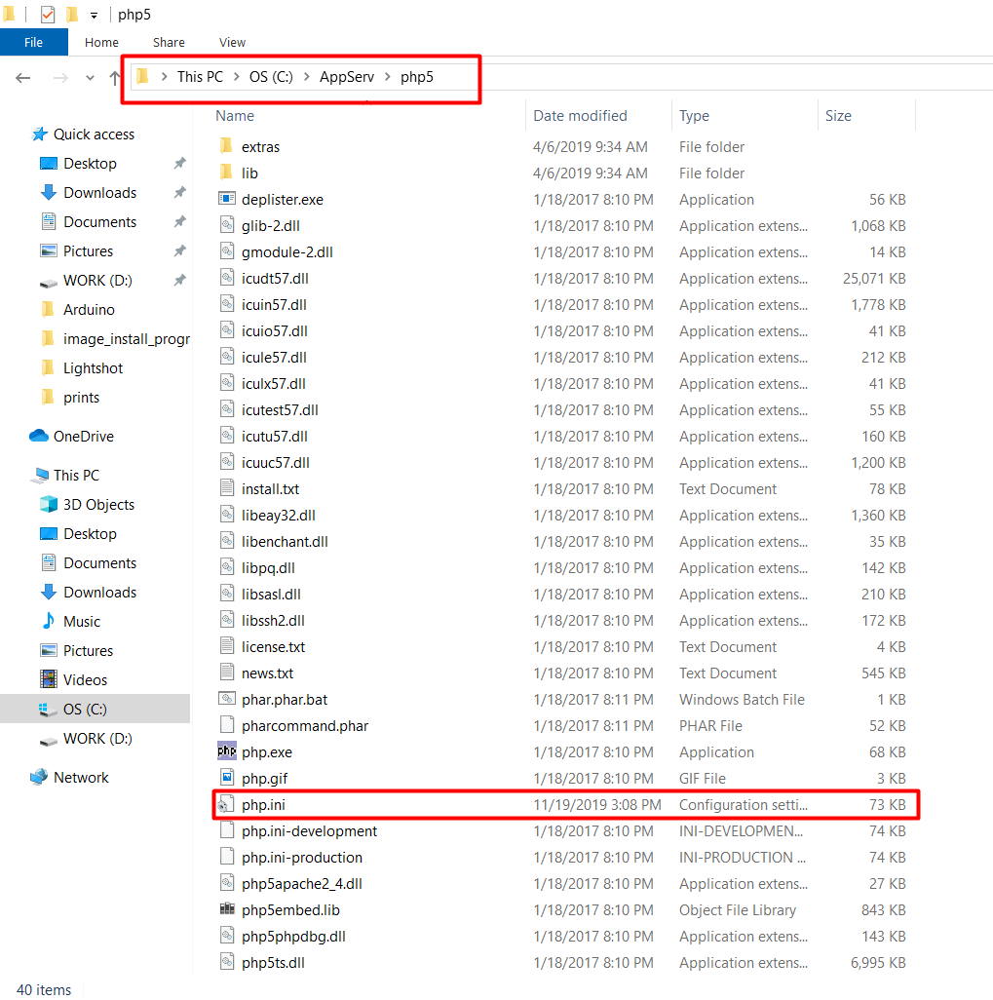 php5
File Home Share View
This PC > OS (C:) > AppServ > php5
Name Date modified Type Size
Quick access
Desktop
Downloads
Documents
Pictures
WORK (D:)
Arduino
image_install_progr
Lightshot
prints
OneDrive
This PC
3D Objects
Desktop
Documents
Downloads
Music
Pictures
Videos
OS (C:)
WORK (D:)
Network
extras 4/6/2019 9:34 AM File folder
lib 4/6/2019 9:34 AM File folder
deplister.exe 1/18/2017 8:10 PM Application 56 KB
glib-2.dll 1/18/2017 8:10 PM Application extens... 1,068 KB
gmodule-2.dll 1/18/2017 8:10 PM Application extens... 14 KB
icudt57.dll 1/18/2017 8:10 PM Application extens... 25,071 KB
icuin57.dll 1/18/2017 8:10 PM Application extens... 1,778 KB
icuio57.dll 1/18/2017 8:10 PM Application extens... 41 KB
icule57.dll 1/18/2017 8:10 PM Application extens... 212 KB
iculx57.dll 1/18/2017 8:10 PM Application extens... 41 KB
icutest57.dll 1/18/2017 8:10 PM Application extens... 55 KB
icutu57.dll 1/18/2017 8:10 PM Application extens... 160 KB
icuuc57.dll 1/18/2017 8:10 PM Application extens... 1,200 KB
install.txt 1/18/2017 8:10 PM Text Document 78 KB
libeay32.dll 1/18/2017 8:10 PM Application extens... 1,360 KB
libenchant.dll 1/18/2017 8:10 PM Application extens... 35 KB
libpq.dll 1/18/2017 8:10 PM Application extens... 142 KB
libsasl.dll 1/18/2017 8:10 PM Application extens... 210 KB
libssh2.dll 1/18/2017 8:10 PM Application extens... 172 KB
license.txt 1/18/2017 8:10 PM Text Document 4 KB
news.txt 1/18/2017 8:10 PM Text Document 545 KB
phar.phar.bat 1/18/2017 8:11 PM Windows Batch File 1 KB
pharcommand.phar 1/18/2017 8:11 PM PHAR File 52 KB
php php.exe 1/18/2017 8:10 PM Application 68 KB
php.gif 1/18/2017 8:10 PM GIF File 3 KB
php.ini 11/19/2019 3:08 PM Configuration setti... 73 KB
php.ini-development 1/18/2017 8:10 PM INI-DEVELOPMEN... 74 KB
php.ini-production 1/18/2017 8:10 PM INI-PRODUCTION ... 74 KB
php5apache2_4.dll 1/18/2017 8:10 PM Application extens... 27 KB
php5embed.lib 1/18/2017 8:10 PM Object File Library 843 KB
php5phpdbg.dll 1/18/2017 8:10 PM Application extens... 143 KB
php5ts.dll 1/18/2017 8:10 PM Application extens... 6,995 KB
40 items